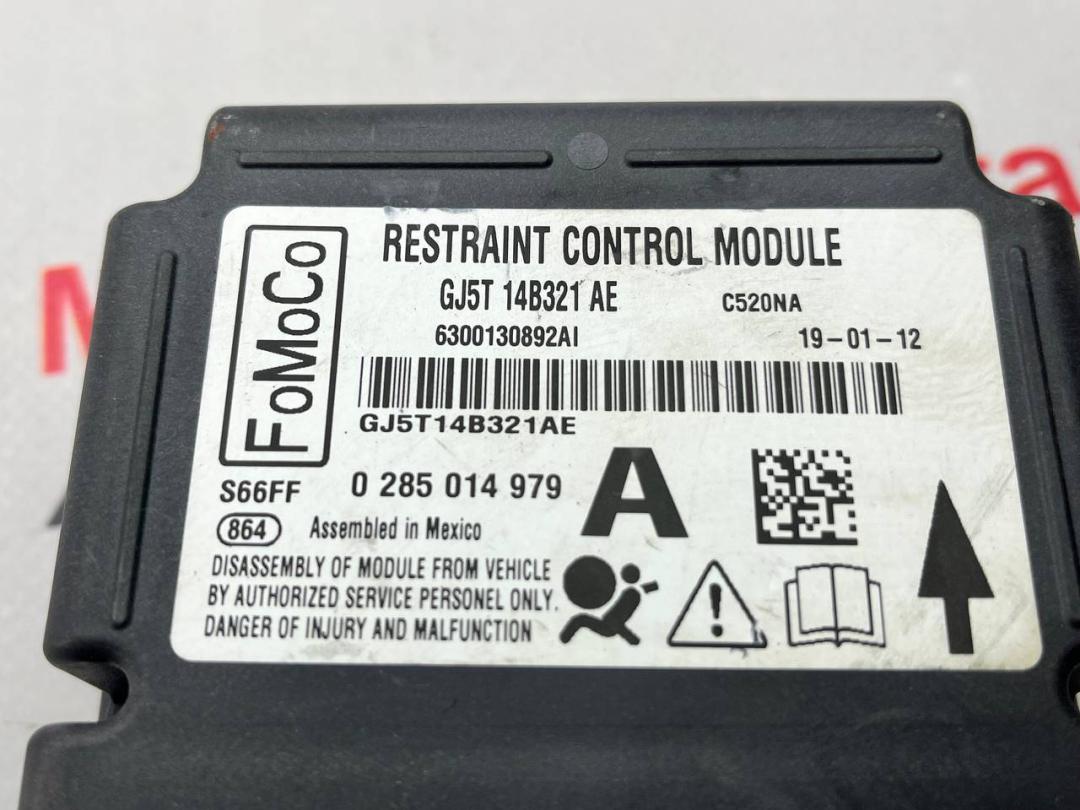 RESTRAINT CONTROL MODULE
FoMoCo
GJ5T 14B321 AE C520NA
6300130892AI 19-01-12
GJ5T14B321AE
S66FF 0 285 014 979 A
864 Assembled in Mexico
DISASSEMBLY OF MODULE FROM VEHICLE
BY AUTHORIZED SERVICE PERSONEL ONLY.
DANGER OF INJURY AND MALFUNCTION